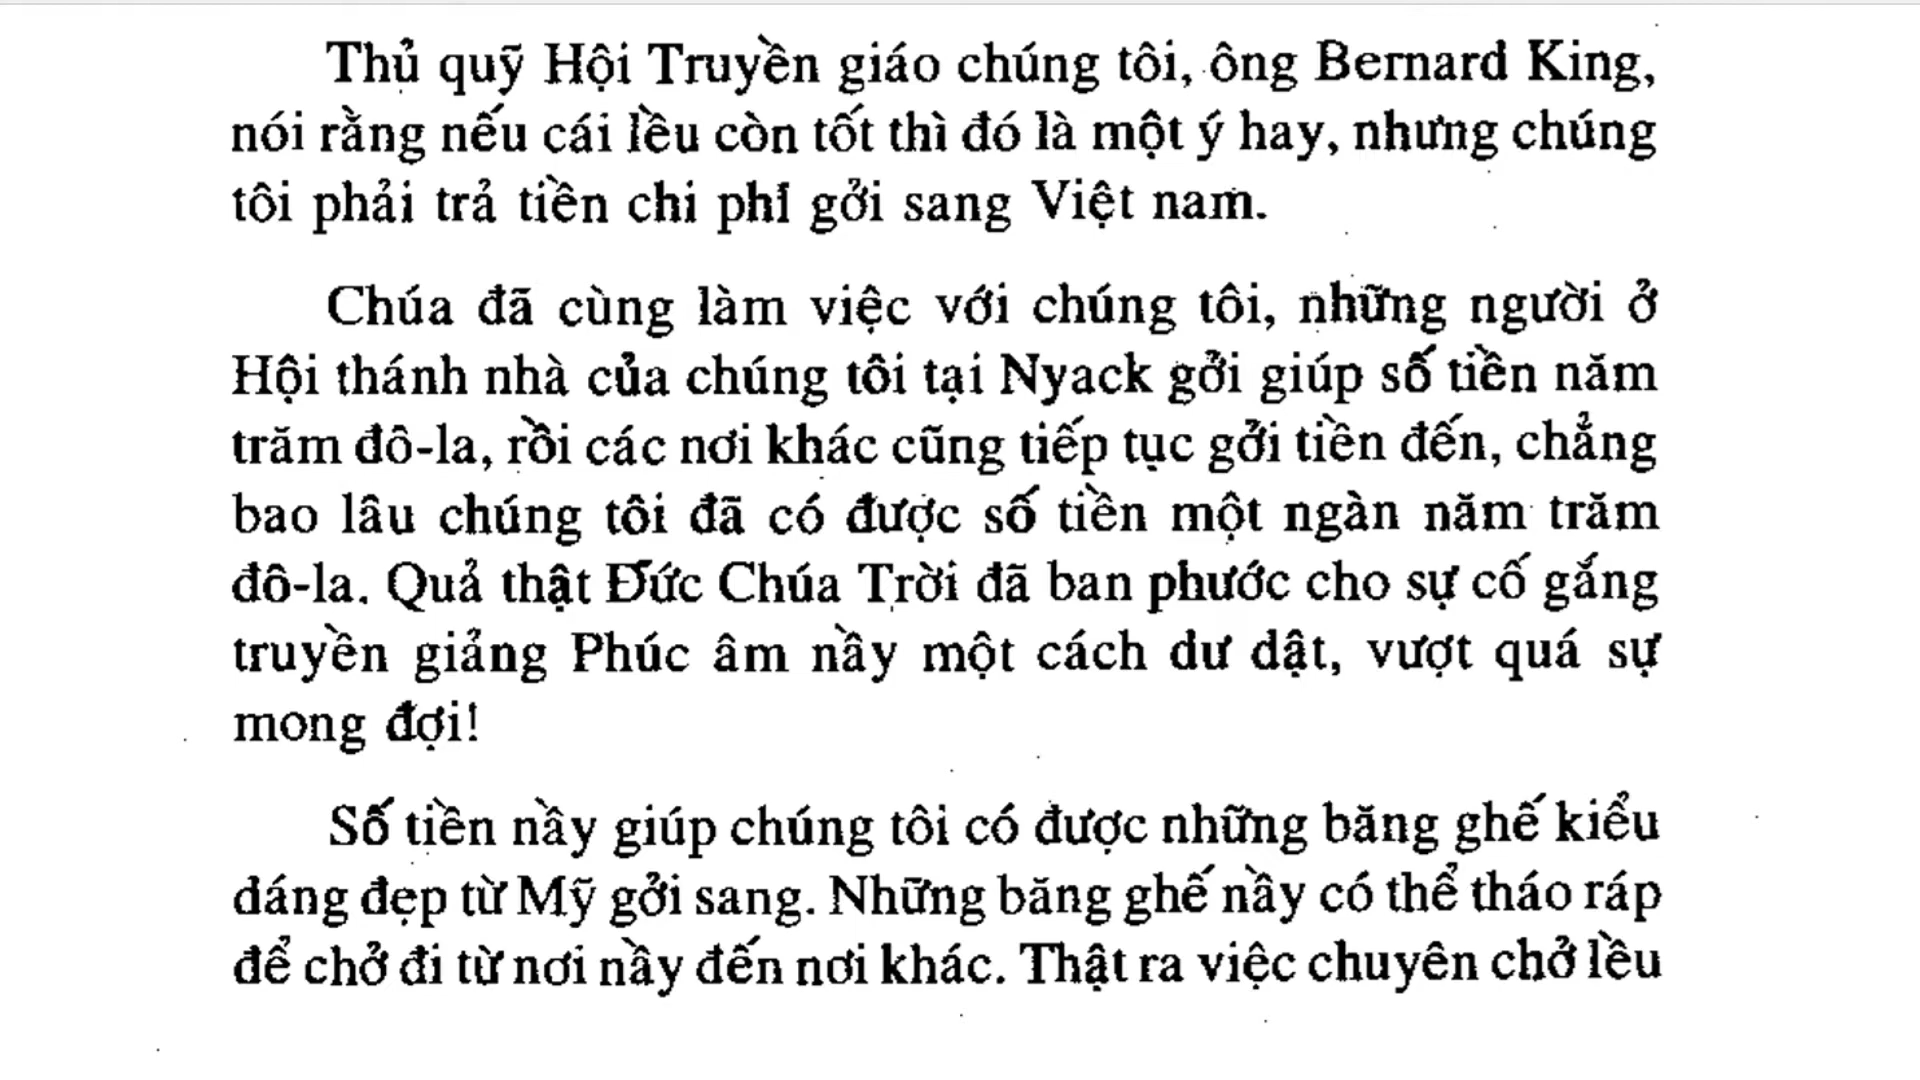 Thủ quỹ Hội Truyền giáo chúng tôi, ông Bernard King,
nói rằng nếu cái lều còn tốt thì đó là một ý hay, nhưng chúng
tôi phải trả tiền chi phí gởi sang Việt nam.
Chúa đã cùng làm việc với chúng tôi, những người ở
Hội thánh nhà của chúng tôi tại Nyack gởi giúp số tiền năm
trăm đô-la, rồi các nơi khác cũng tiếp tục gởi tiền đến, chẳng
bao lâu chúng tôi đã có được số tiền một ngàn năm trăm
đô-la. Quả thật Đức Chúa Trời đã ban phước cho sự cố gắng
truyền giảng Phúc âm nầy một cách dư dật, vượt quá sự
mong đợi!
Số tiền nầy giúp chúng tôi có được những băng ghế kiểu
dáng đẹp từ Mỹ gởi sang. Những băng ghế nầy có thể tháo ráp
để chở đi từ nơi nầy đến nơi khác. Thật ra việc chuyên chở lều